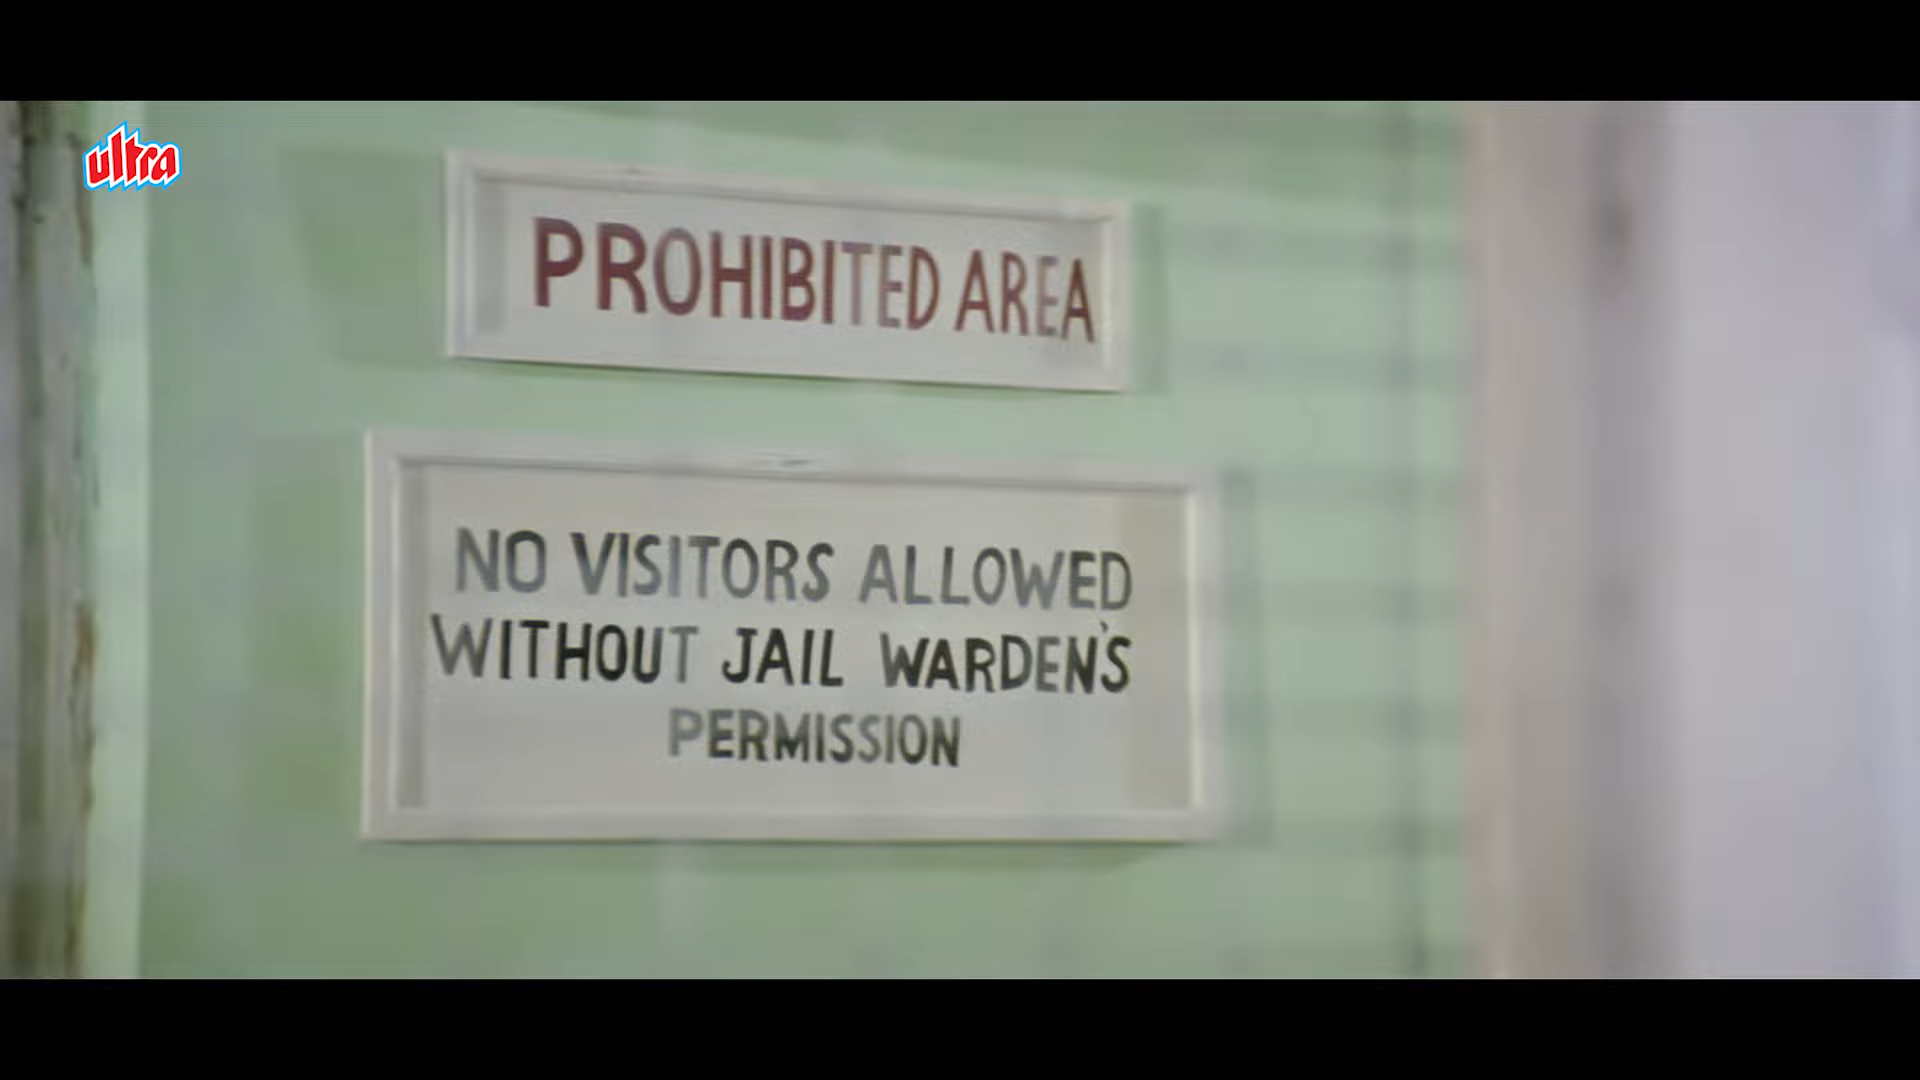 ultra
PROHIBITED AREA
NO VISITORS ALLOWED
WITHOUT JAIL WARDEN'S
PERMISSION